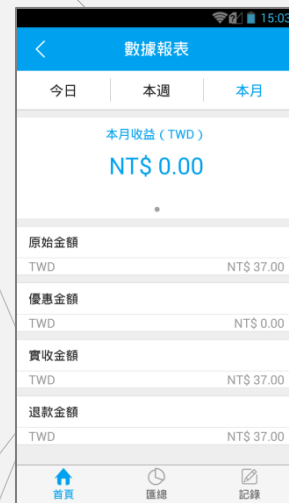 15:03
數據報表
今日 本週 本月
本月收益 ( TWD )
NT$ 0.00
原始金額
TWD NT$ 37.00
優惠金額
TWD NT$ 0.00
實收金額
TWD NT$ 37.00
退款金額
TWD NT$ 37.00
首頁 匯總 記錄